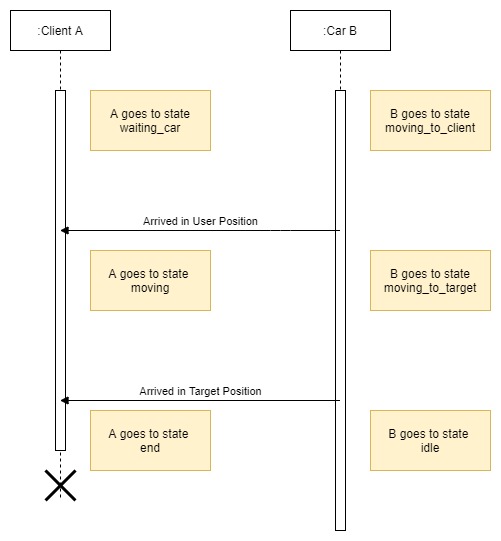 :Client A
:Car B
A goes to state
waiting_car
B goes to state
moving_to_client
Arrived in User Position
A goes to state
moving
B goes to state
moving_to_target
Arrived in Target Position
A goes to state
end
B goes to state
idle